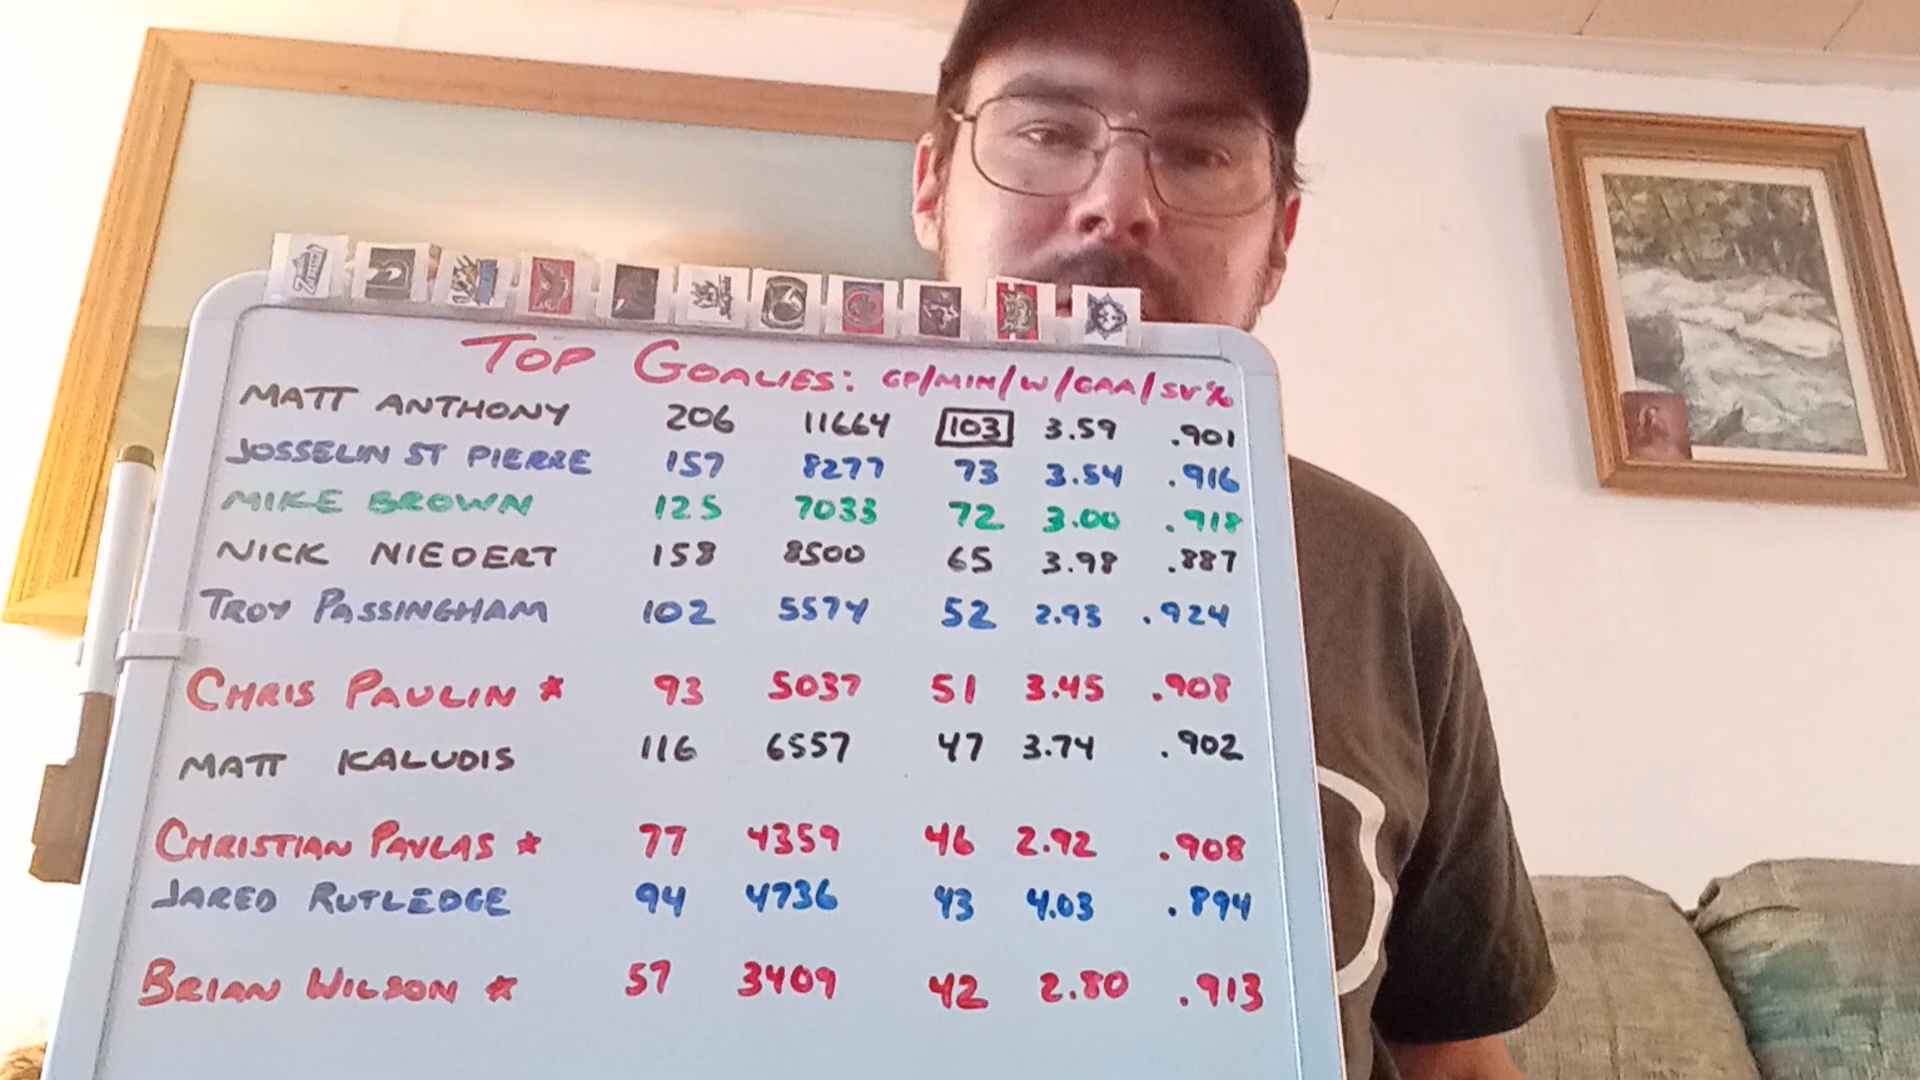 TOP GOALIES: GP/MIN/W/GAA/SV%
MATT ANTHONY 206 11664 103 3.59 .901
JOSSELIN ST PIERRE 157 8277 73 3.54 .916
MIKE BROWN 125 7033 72 3.00 .918
NICK NIEDERT 158 8500 65 3.98 .887
TROY PASSINGHAM 102 5574 52 2.93 .924
CHRIS PAULIN ★ 93 5037 51 3.45 .908
MATT KALUDIS 116 6557 47 3.74 .902
CHRISTIAN PAVLAS ★ 77 4359 46 2.92 .908
JARED RUTLEDGE 94 4736 43 4.03 .894
BRIAN WILSON ★ 57 3409 42 2.80 .913